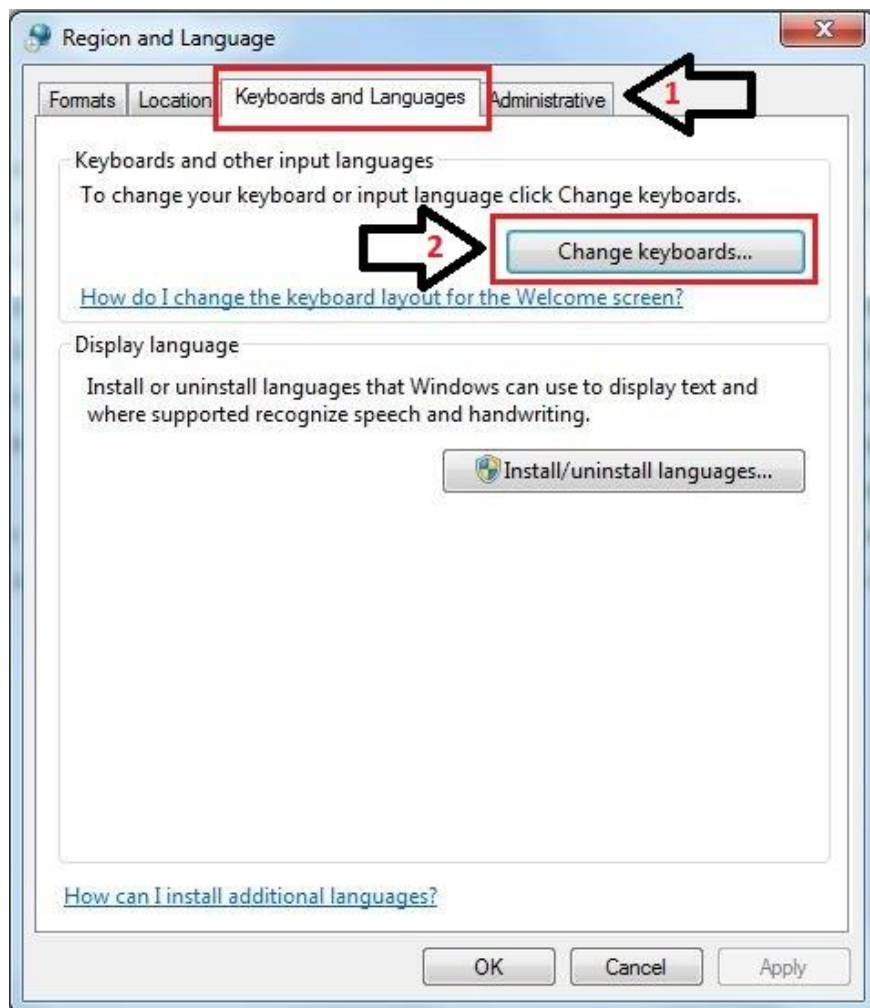 Region and Language
Formats Location Keyboards and Languages Administrative 1
Keyboards and other input languages
To change your keyboard or input language click Change keyboards.
2 Change keyboards...
How do I change the keyboard layout for the Welcome screen?
Display language
Install or uninstall languages that Windows can use to display text and
where supported recognize speech and handwriting.
Install/uninstall languages...
How can I install additional languages?
OK Cancel Apply